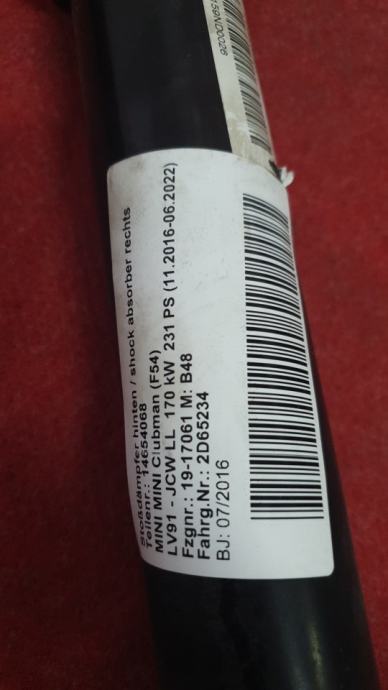 Stoßdämpfer hinten / shock absorber rechts
Teilenr.: 14654068
MINI MINI Clubman (F54)
LV91 - JCW LL 170 kW 231 PS (11.2016-06.2022)
Fzgnr.: 19-17061 M: B48
Fahrg.Nr.: 2D65234
BJ: 07/2016